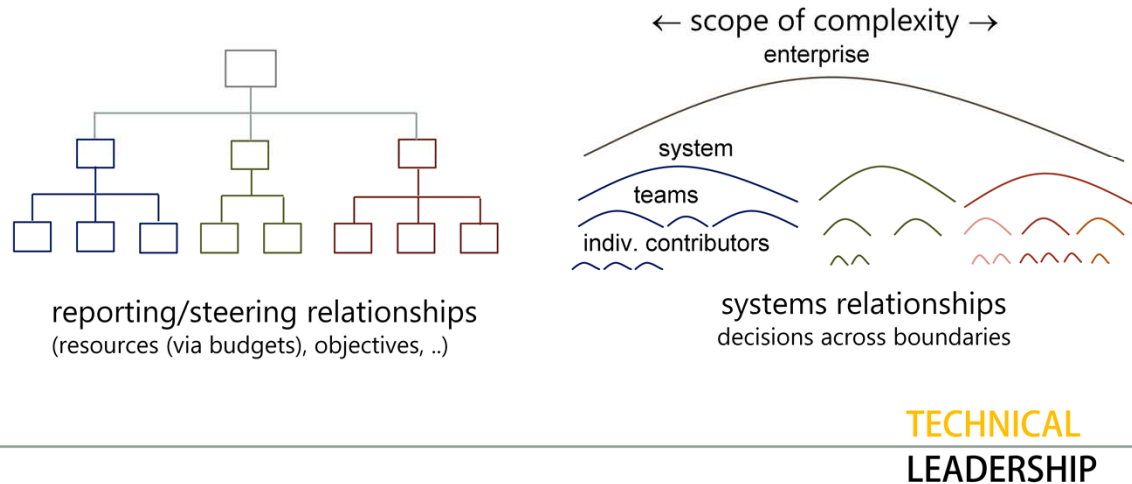 ← scope of complexity →
enterprise
system
teams
indiv. contributors
reporting/steering relationships
(resources (via budgets), objectives, ..)
systems relationships
decisions across boundaries
TECHNICAL
LEADERSHIP